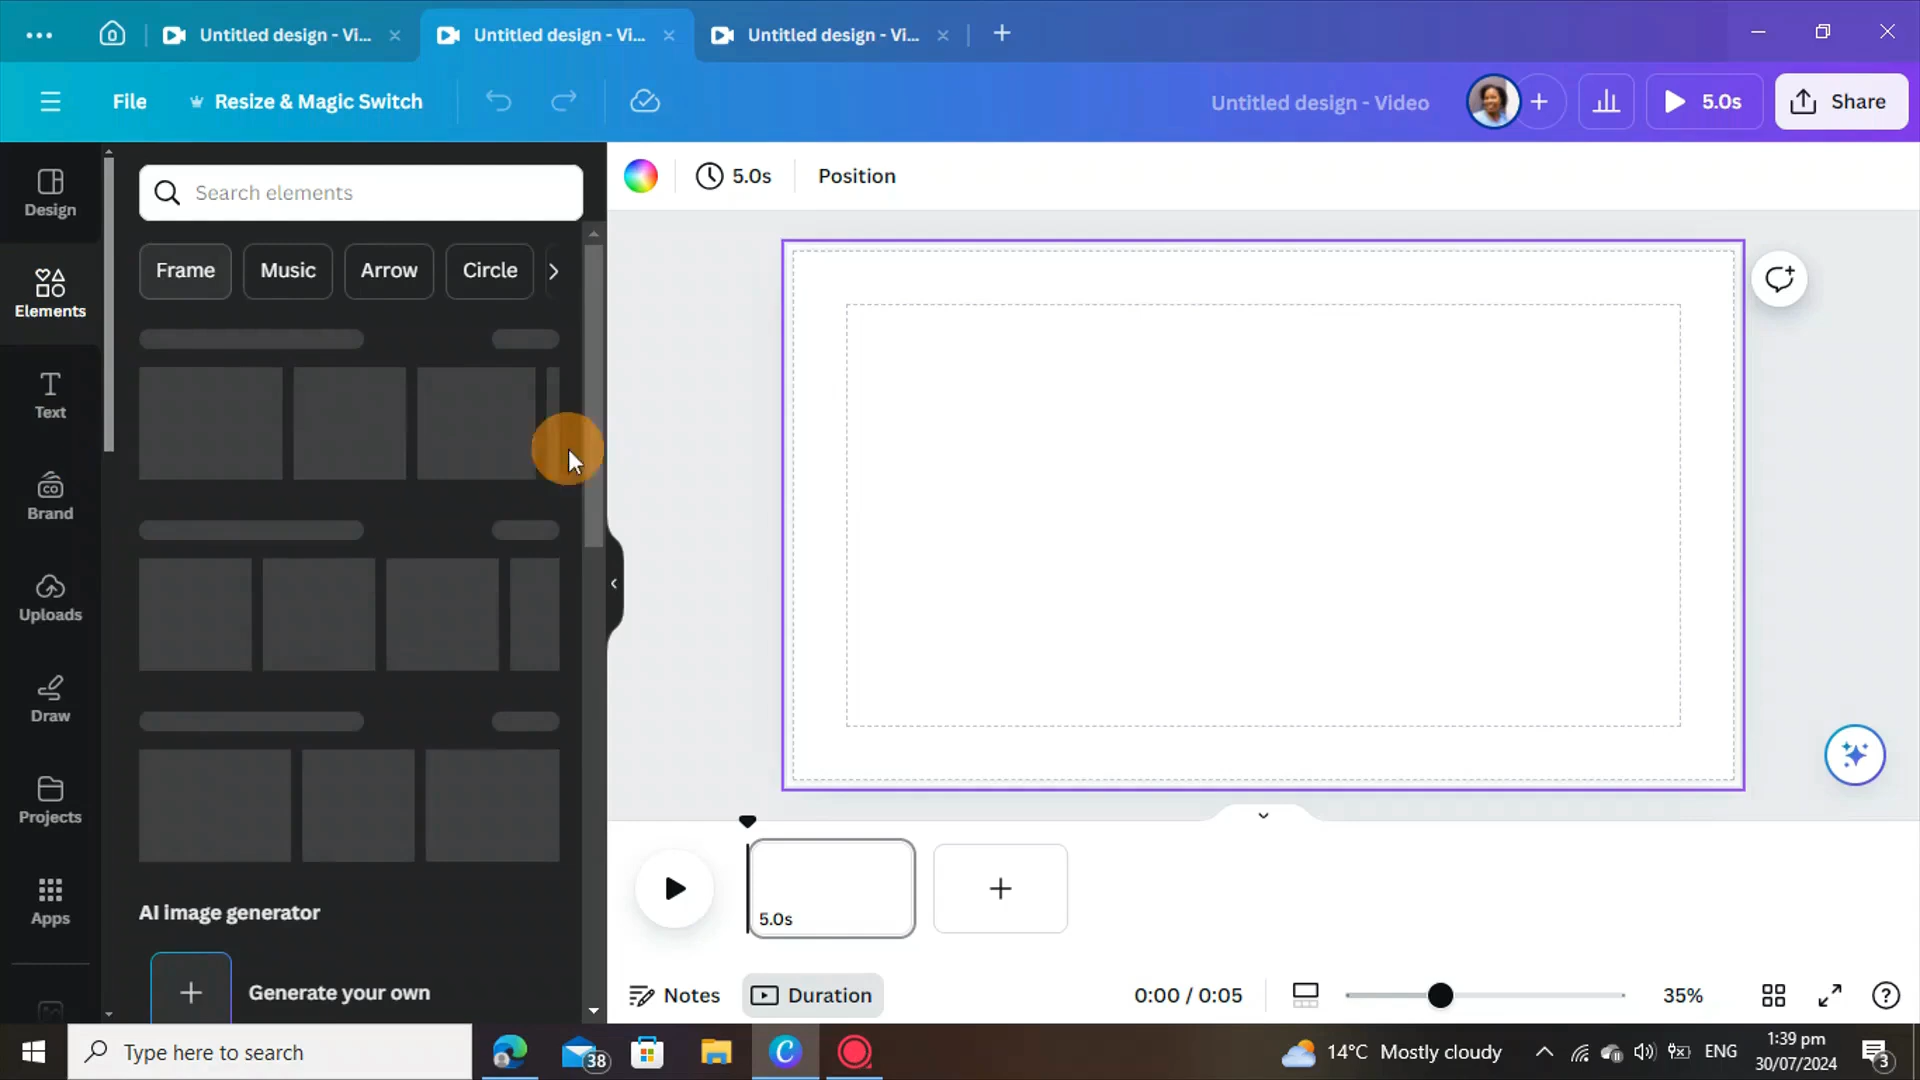 Untitled design - Vi...
Untitled design - Vi...
Untitled design - Vi...
File
Resize & Magic Switch
Untitled design - Video
5.0s
Share
Design
Elements
Text
Brand
Uploads
Draw
Projects
Apps
Search elements
Frame
Music
Arrow
Circle
AI image generator
Generate your own
5.0s
Position
5.0s
Notes
Duration
0:00 / 0:05
35%
Type here to search
38
14°C Mostly cloudy
ENG
1:39 pm
30/07/2024
3